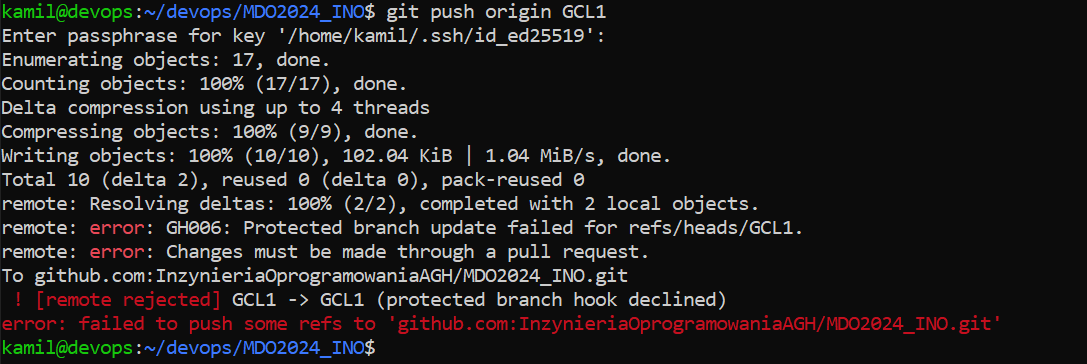 kamil@devops:~/devops/MDO2024_INO$ git push origin GCL1
Enter passphrase for key '/home/kamil/.ssh/id_ed25519':
Enumerating objects: 17, done.
Counting objects: 100% (17/17), done.
Delta compression using up to 4 threads
Compressing objects: 100% (9/9), done.
Writing objects: 100% (10/10), 102.04 KiB | 1.04 MiB/s, done.
Total 10 (delta 2), reused 0 (delta 0), pack-reused 0
remote: Resolving deltas: 100% (2/2), completed with 2 local objects.
remote: error: GH006: Protected branch update failed for refs/heads/GCL1.
remote: error: Changes must be made through a pull request.
To github.com:InzynieriaOprogramowaniaAGH/MDO2024_INO.git
 ! [remote rejected] GCL1 -> GCL1 (protected branch hook declined)
error: failed to push some refs to 'github.com:InzynieriaOprogramowaniaAGH/MDO2024_INO.git'
kamil@devops:~/devops/MDO2024_INO$